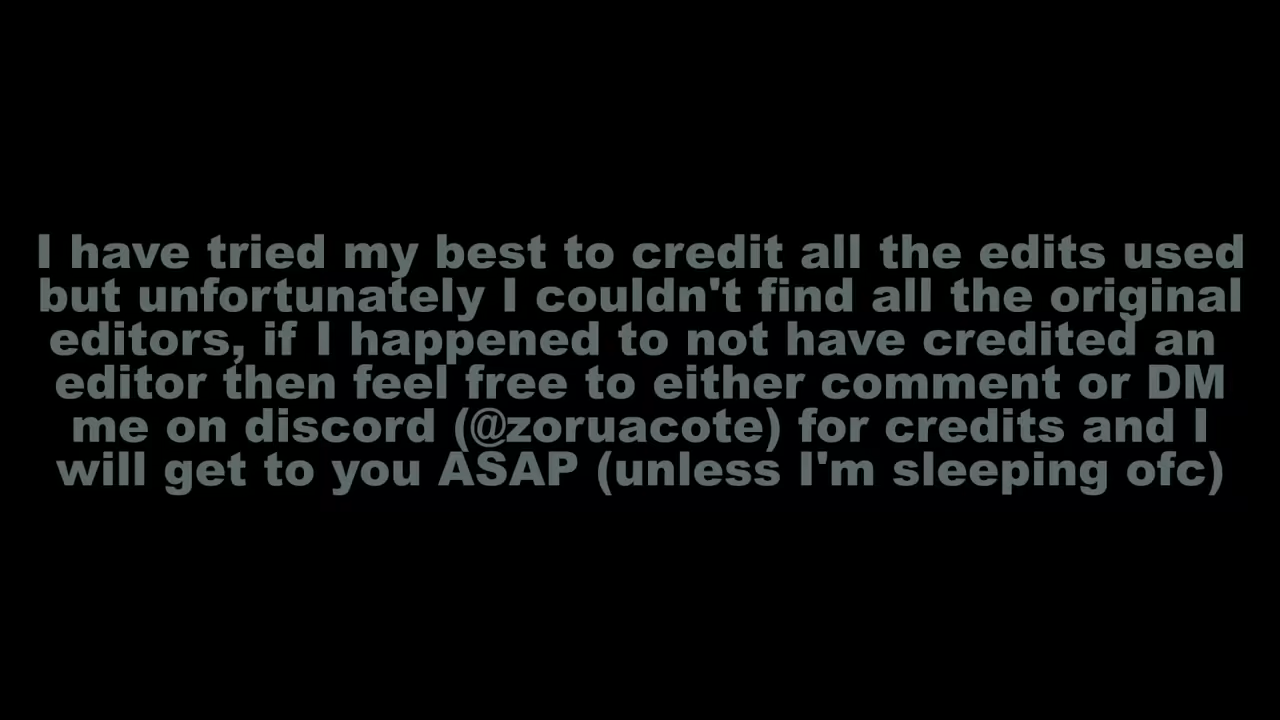 I have tried my best to credit all the edits used
but unfortunately I couldn't find all the original
editors, if I happened to not have credited an
editor then feel free to either comment or DM
me on discord (@zoruacote) for credits and I
will get to you ASAP (unless I'm sleeping ofc)